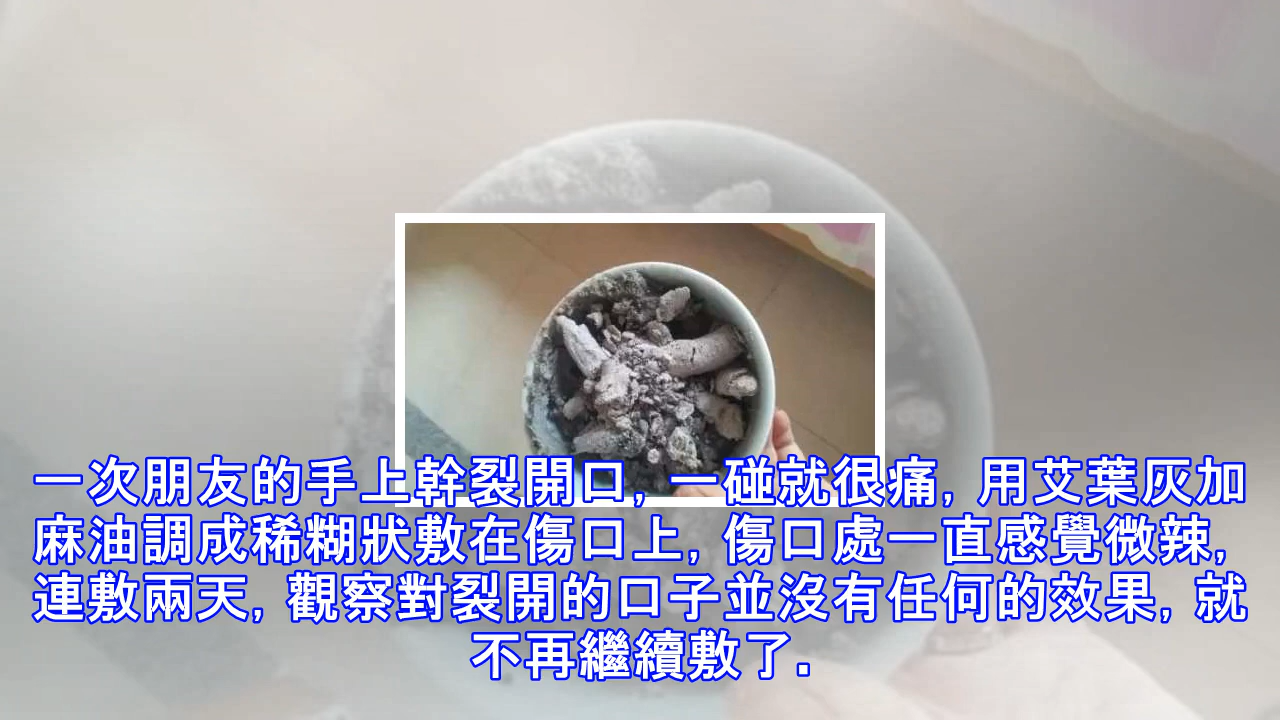 一次朋友的手上幹裂開口, 一碰就很痛, 用艾葉灰加
麻油調成稀糊狀敷在傷口上, 傷口處一直感覺微辣,
連敷兩天, 觀察對裂開的口子並沒有任何的效果, 就
不再繼續敷了.